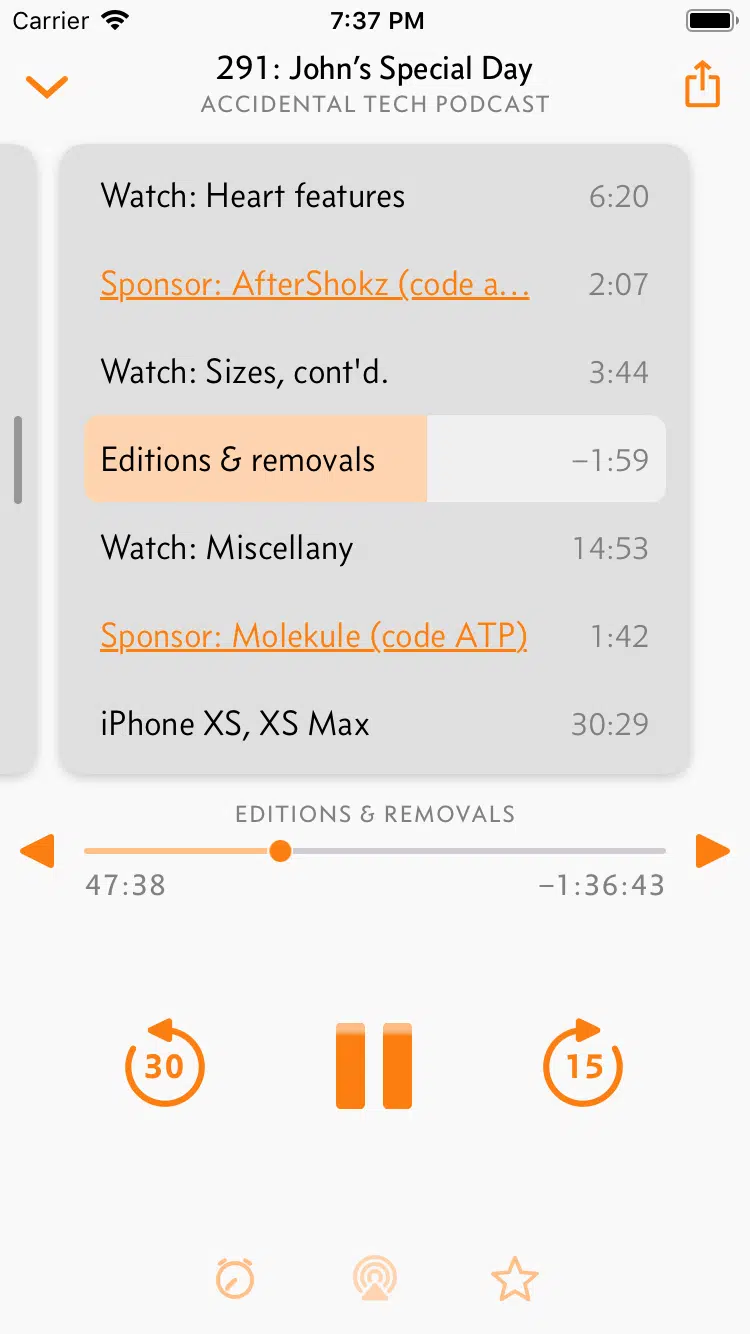 Carrier 7:37 PM
291: John’s Special Day
ACCIDENTAL TECH PODCAST
Watch: Heart features 6:20
Sponsor: AfterShokz (code a… 2:07
Watch: Sizes, cont'd. 3:44
Editions & removals –1:59
Watch: Miscellany 14:53
Sponsor: Molekule (code ATP) 1:42
iPhone XS, XS Max 30:29
EDITIONS & REMOVALS
47:38 –1:36:43
30 15